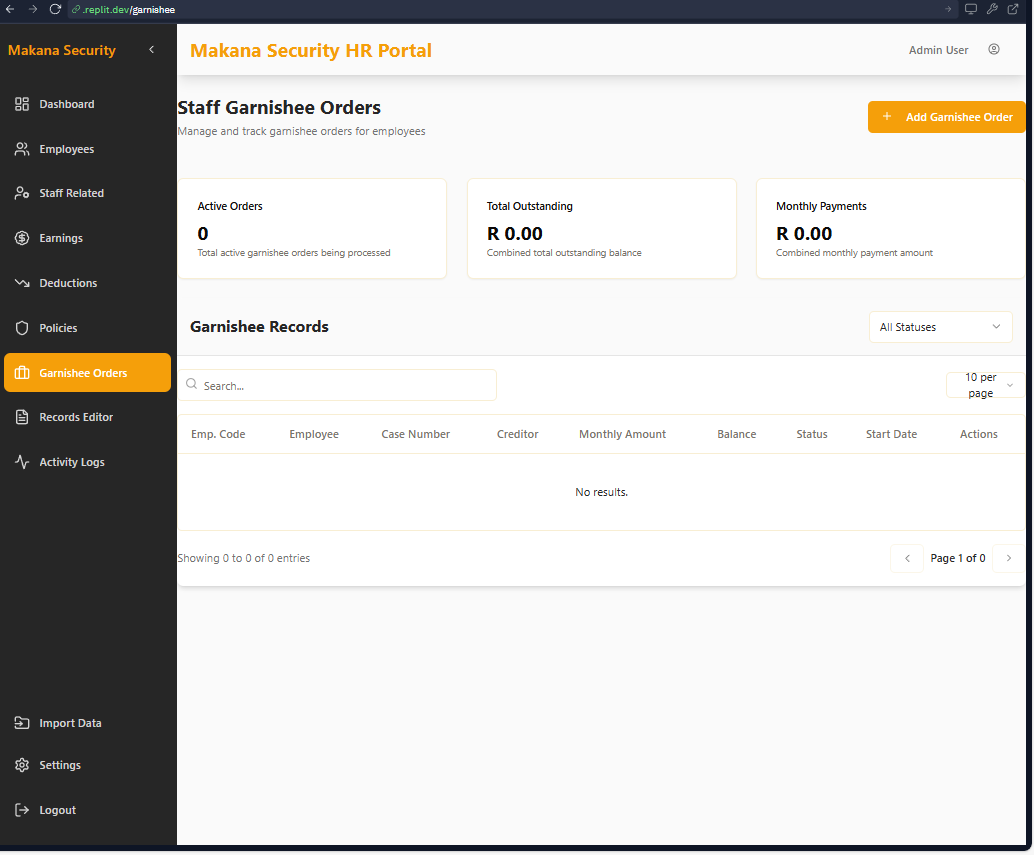 .replit.dev/garnishee
Makana Security
Makana Security HR Portal
Admin User
Dashboard
Employees
Staff Related
Earnings
Deductions
Policies
Garnishee Orders
Records Editor
Activity Logs
Import Data
Settings
Logout
Staff Garnishee Orders
Manage and track garnishee orders for employees
+ Add Garnishee Order
Active Orders
0
Total active garnishee orders being processed
Total Outstanding
R 0.00
Combined total outstanding balance
Monthly Payments
R 0.00
Combined monthly payment amount
Garnishee Records
All Statuses
Search...
10 per
page
Emp. Code Employee Case Number Creditor Monthly Amount Balance Status Start Date Actions
No results.
Showing 0 to 0 of 0 entries
Page 1 of 0